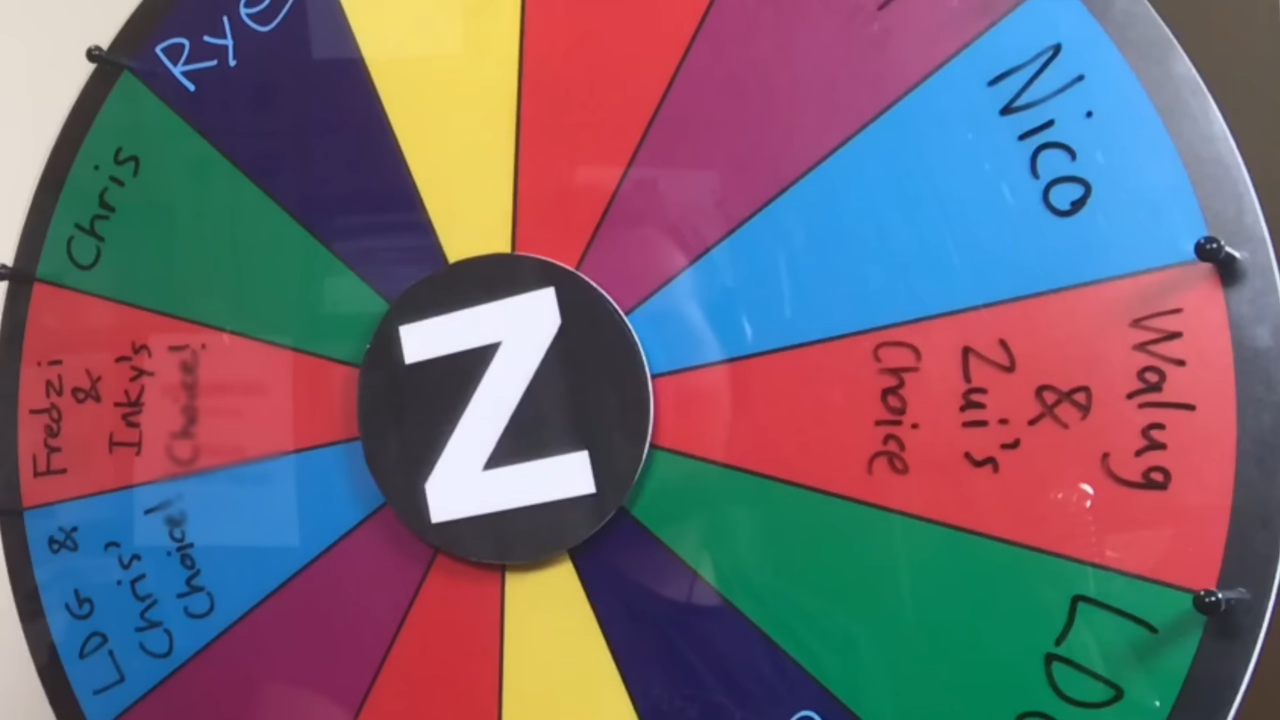 Rye
Chris
Fredzi
&
Inky's
Choice!
LDG &
Chris'
Choice!
Z
Nico
Walug
&
Zui's
Choice
LD